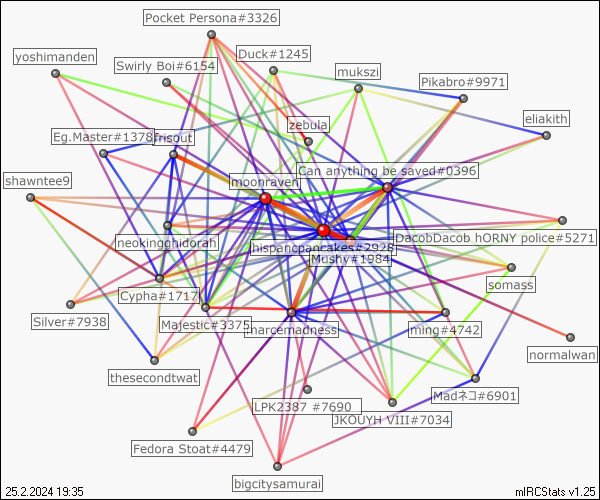 Pocket Persona#3326
yoshimanden
Duck#1245
Swirly Boi#6154
mukszi
Pikabro#9971
zebula
eliakith
Eg.Master#1378
frisout
Can anything be saved#0396
shawntee9
moonraven
neokingghidorah
hispancpancakes#2928
DacobDacob hORNY police#5271
Mushy#1984
somass
Cypha#1717
Silver#7938
Majestic#3375
marcemadness
ming#4742
normalwan
thesecondtwat
LPK2387 #7690
Madネコ#6901
JKOUYH VIII#7034
Fedora Stoat#4479
bigcitysamurai
25.2.2024 19:35
mIRCStats v1.25